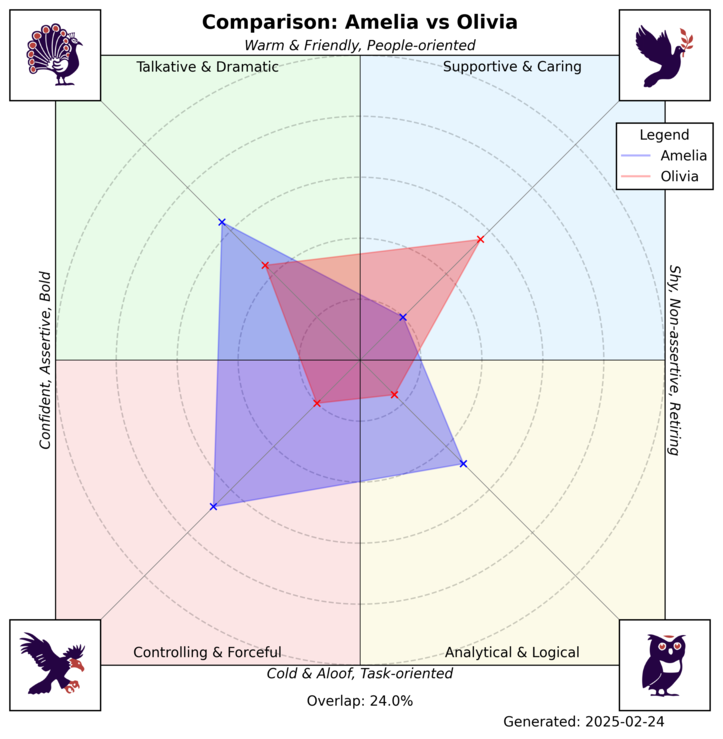 Comparison: Amelia vs Olivia
Warm & Friendly, People-oriented
Talkative & Dramatic
Supportive & Caring
Legend
Amelia
Olivia
Confident, Assertive, Bold
Shy, Non-assertive, Retiring
Controlling & Forceful
Analytical & Logical
Cold & Aloof, Task-oriented
Overlap: 24.0%
Generated: 2025-02-24